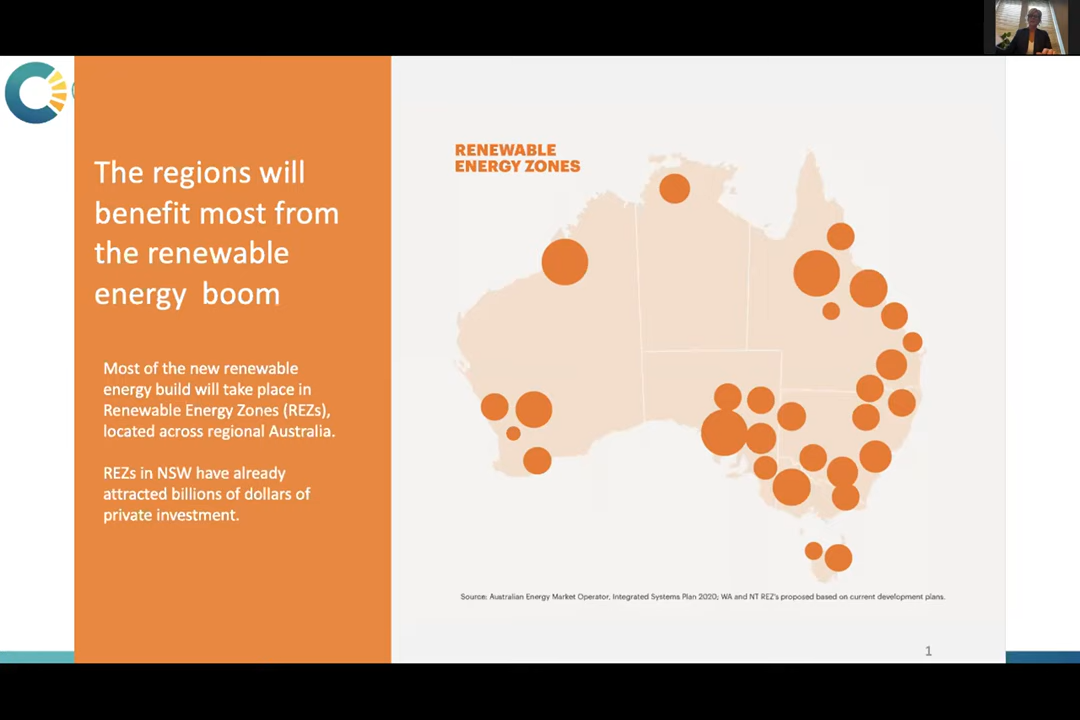 The regions will
benefit most from
the renewable
energy boom
Most of the new renewable
energy build will take place in
Renewable Energy Zones (REZs),
located across regional Australia.
REZs in NSW have already
attracted billions of dollars of
private investment.
RENEWABLE
ENERGY ZONES
Source: Australian Energy Market Operator, Integrated Systems Plan 2020; WA and NT REZ's proposed based on current development plans.
1